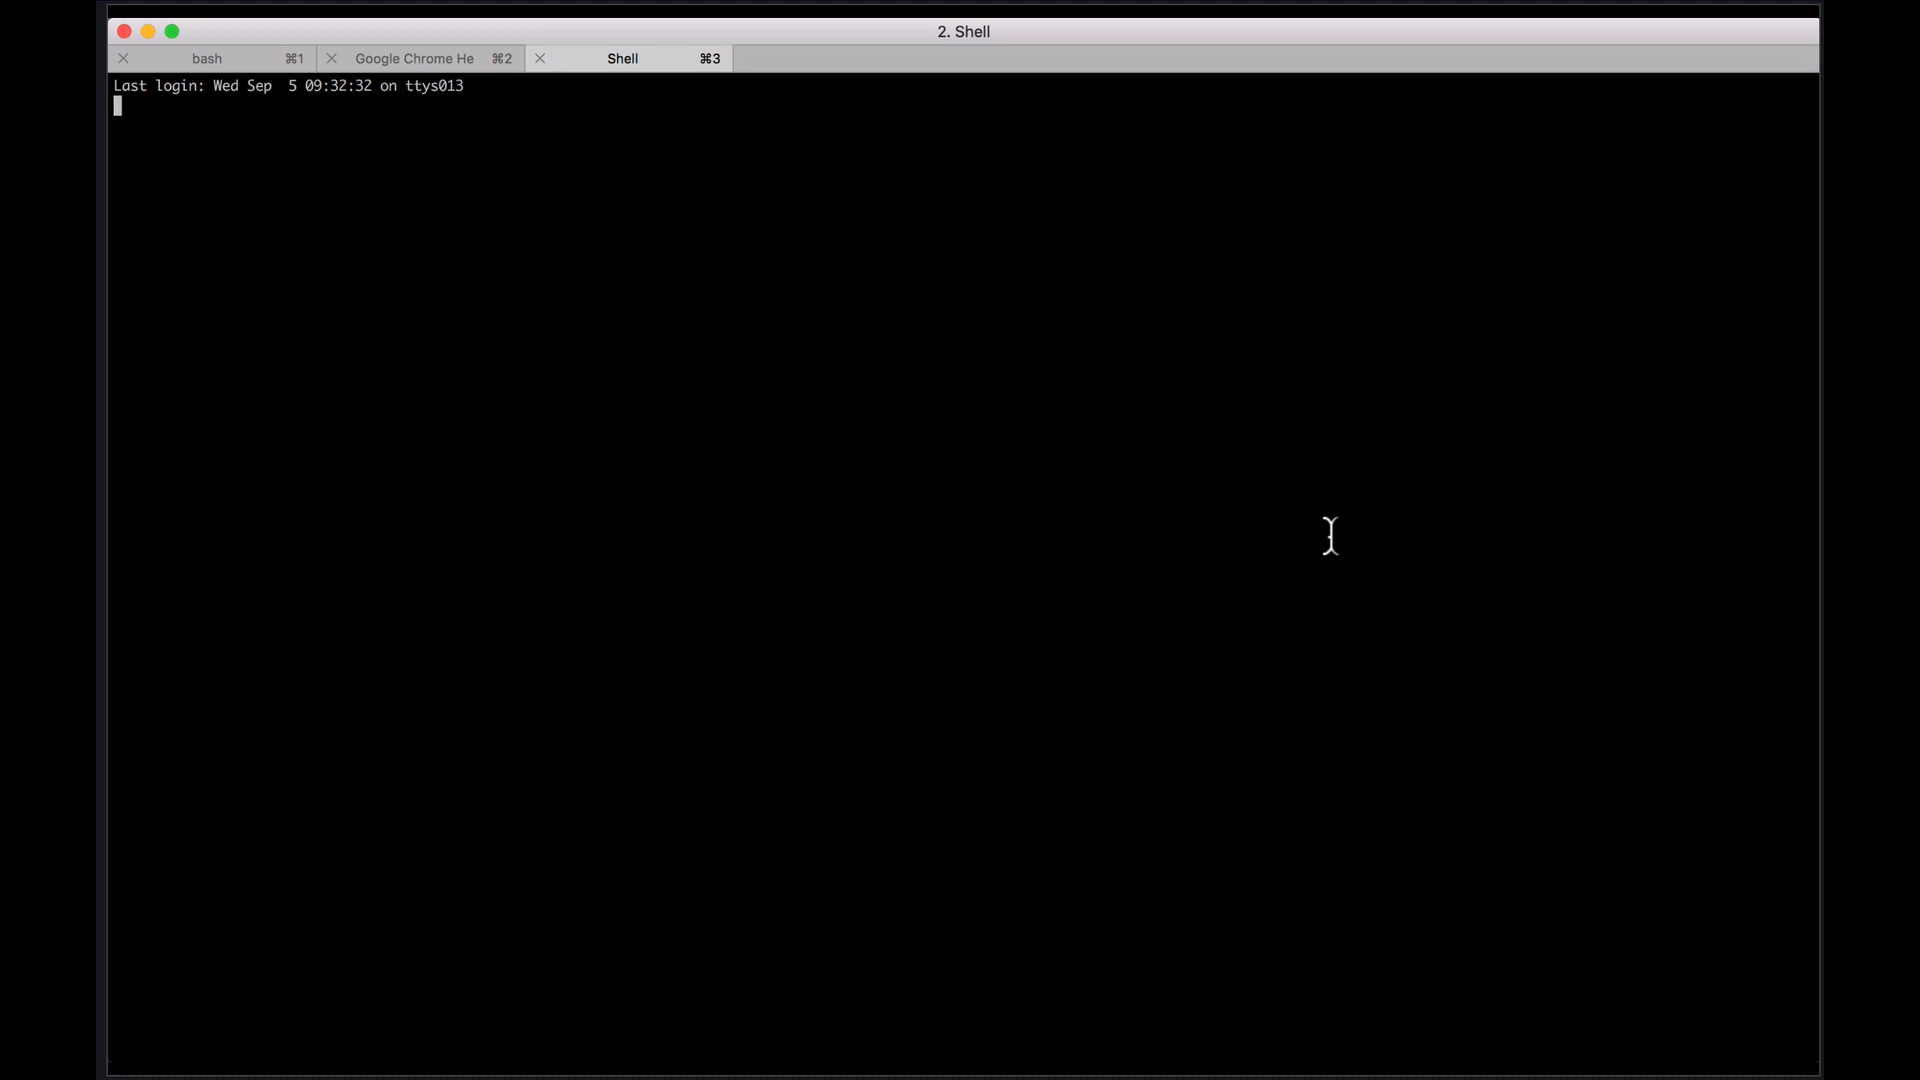 2. Shell
bash ⌘1 Google Chrome He ⌘2 Shell ⌘3
Last login: Wed Sep  5 09:32:32 on ttys013